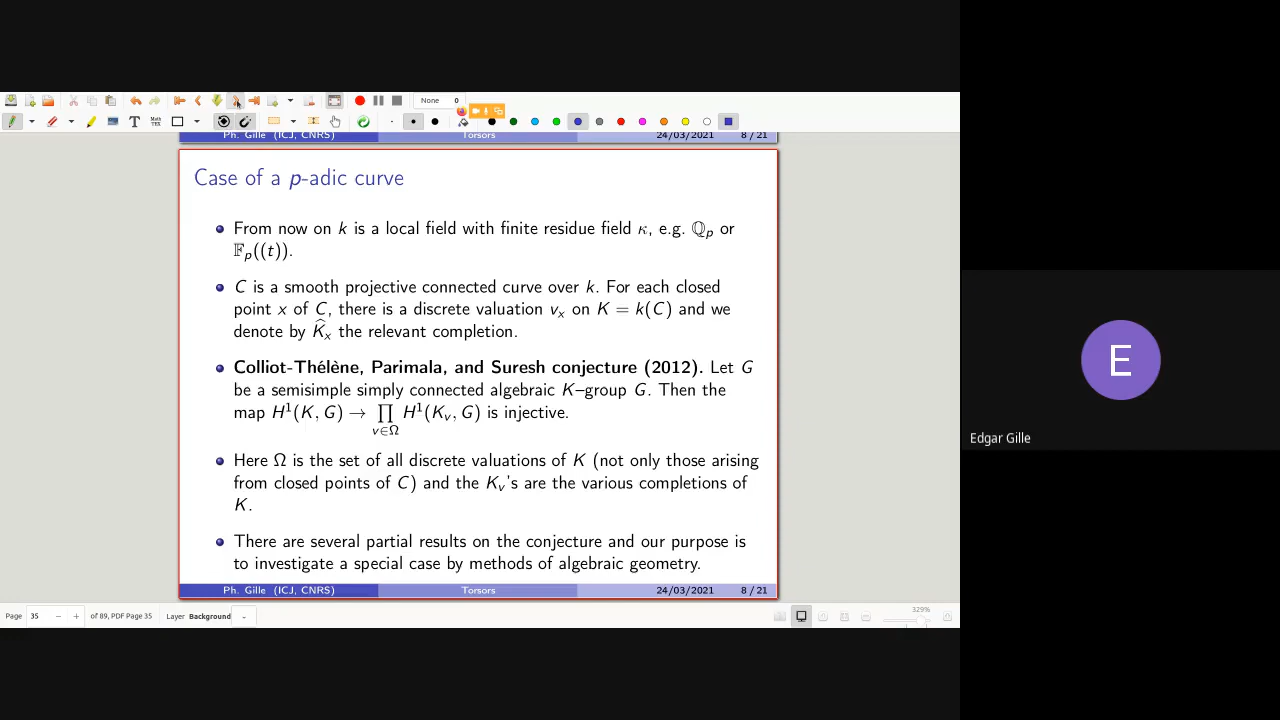 None 0
T Math TEX
Ph. Gille (ICJ, CNRS) Torsors 24/03/2021 8 / 21
Case of a p-adic curve
From now on k is a local field with finite residue field κ, e.g. ℚ_p or
𝔽_p((t)).
C is a smooth projective connected curve over k. For each closed
point x of C, there is a discrete valuation v_x on K = k(C) and we
denote by K̂_x the relevant completion.
Colliot-Thélène, Parimala, and Suresh conjecture (2012). Let G
be a semisimple simply connected algebraic K–group G. Then the
map H¹(K, G) → ∏ H¹(K_v, G) is injective.
v∈Ω
Here Ω is the set of all discrete valuations of K (not only those arising
from closed points of C) and the K_v's are the various completions of
K.
There are several partial results on the conjecture and our purpose is
to investigate a special case by methods of algebraic geometry.
Ph. Gille (ICJ, CNRS) Torsors 24/03/2021 8 / 21
Page 35 − + of 89, PDF Page 35 Layer Background 329%
E
Edgar Gille